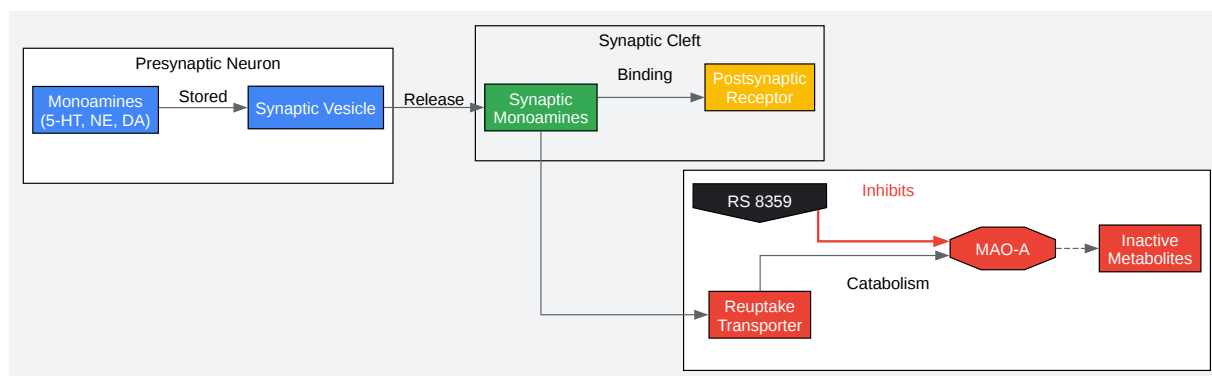 Presynaptic Neuron
Monoamines
(5-HT, NE, DA)
Stored
Synaptic Vesicle
Release
Synaptic Cleft
Synaptic
Monoamines
Binding
Postsynaptic
Receptor
RS 8359
Inhibits
MAO-A
Inactive
Metabolites
Catabolism
Reuptake
Transporter